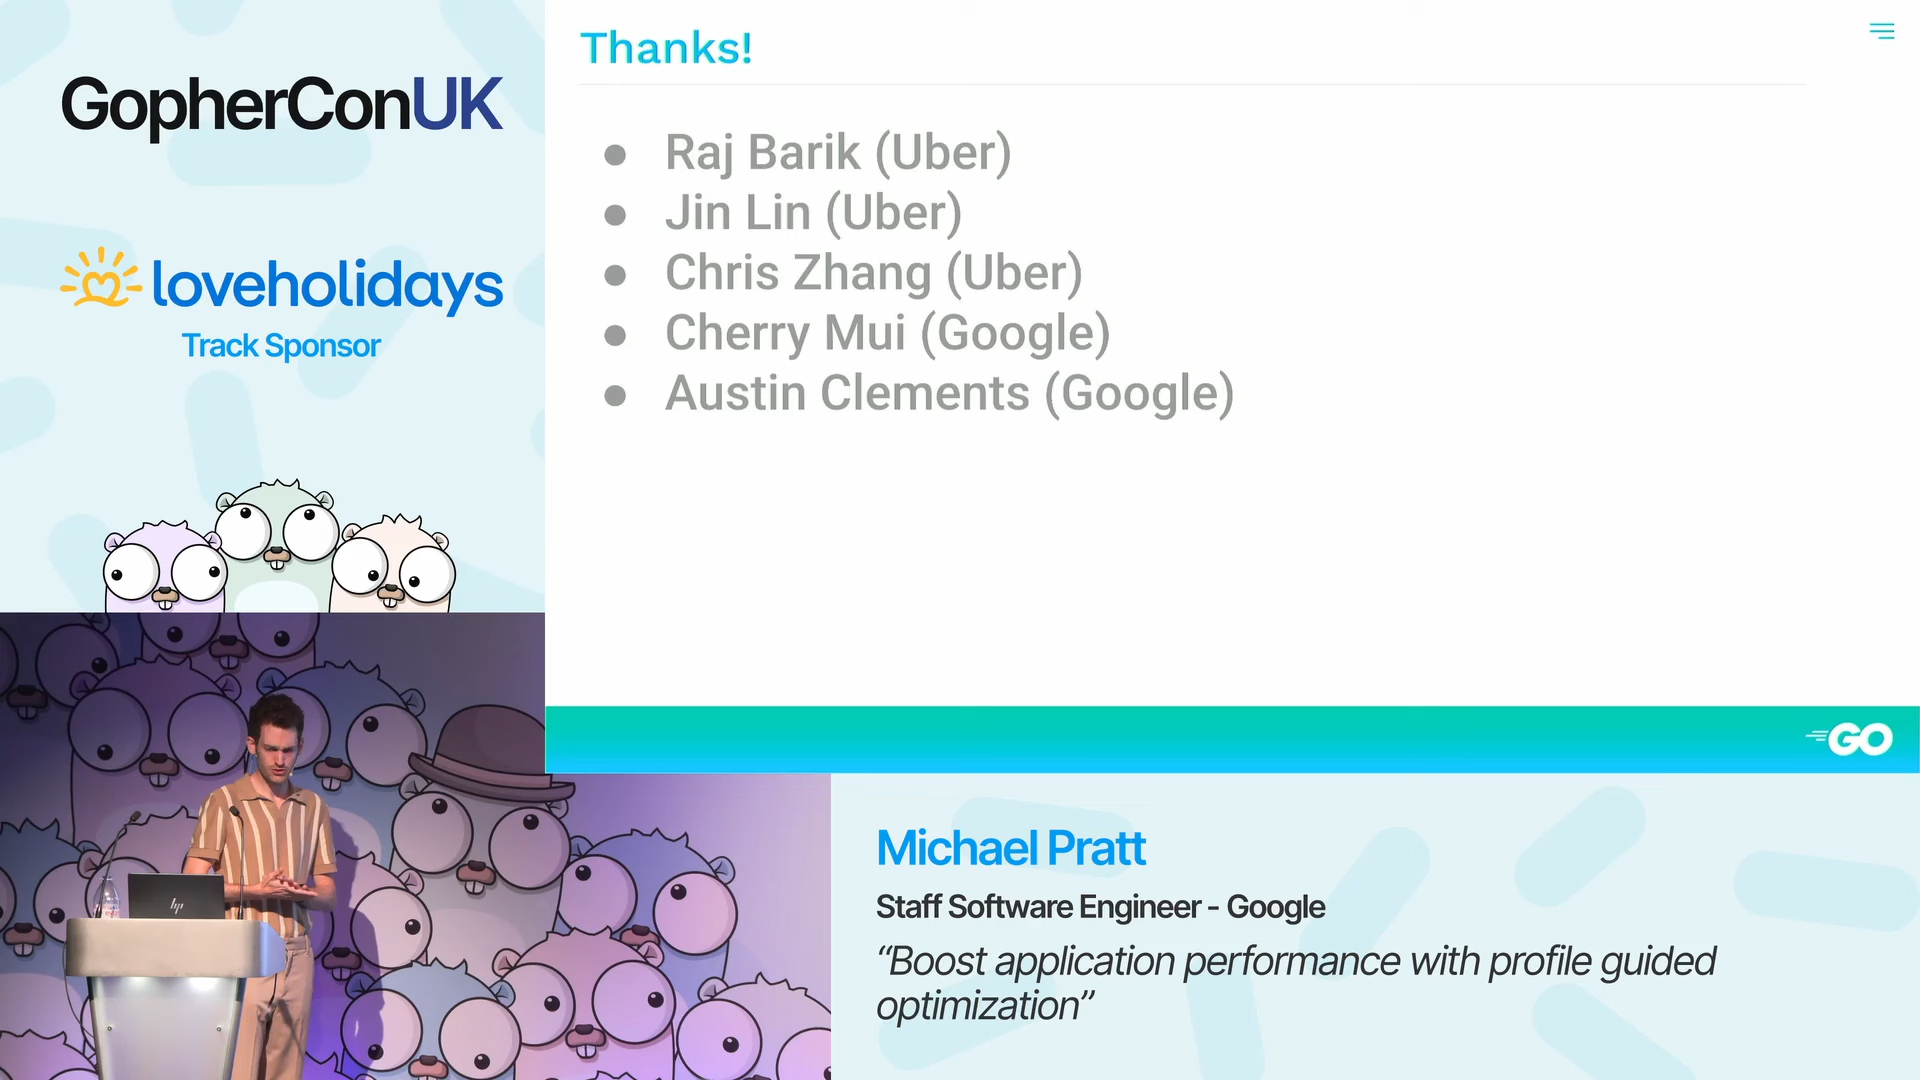 GopherConUK
loveholidays
Track Sponsor
Thanks!
● Raj Barik (Uber)
● Jin Lin (Uber)
● Chris Zhang (Uber)
● Cherry Mui (Google)
● Austin Clements (Google)
GO
hp
Michael Pratt
Staff Software Engineer - Google
“Boost application performance with profile guided
optimization”